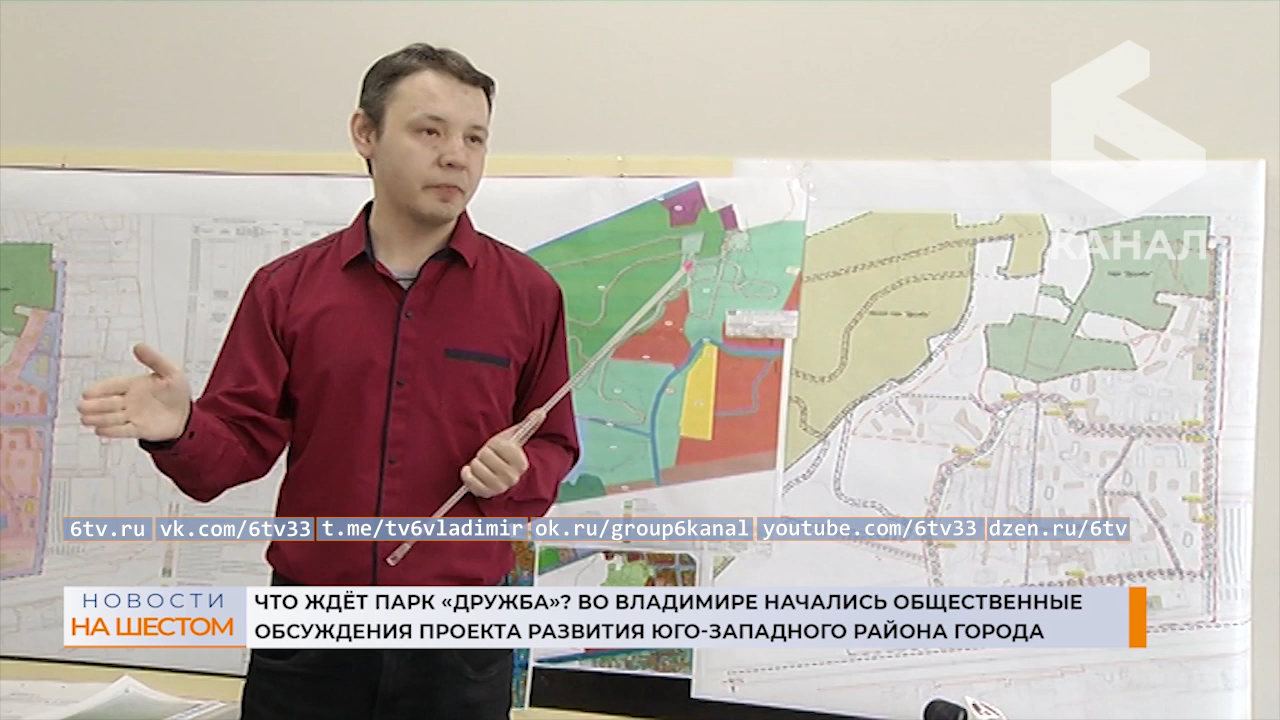 КАНАЛ
6tv.ru vk.com/6tv33 t.me/tv6vladimir ok.ru/group6kanal youtube.com/6tv33 dzen.ru/6tv
НОВОСТИ
НА ШЕСТОМ
ЧТО ЖДЁТ ПАРК «ДРУЖБА»? ВО ВЛАДИМИРЕ НАЧАЛИСЬ ОБЩЕСТВЕННЫЕ
ОБСУЖДЕНИЯ ПРОЕКТА РАЗВИТИЯ ЮГО-ЗАПАДНОГО РАЙОНА ГОРОДА